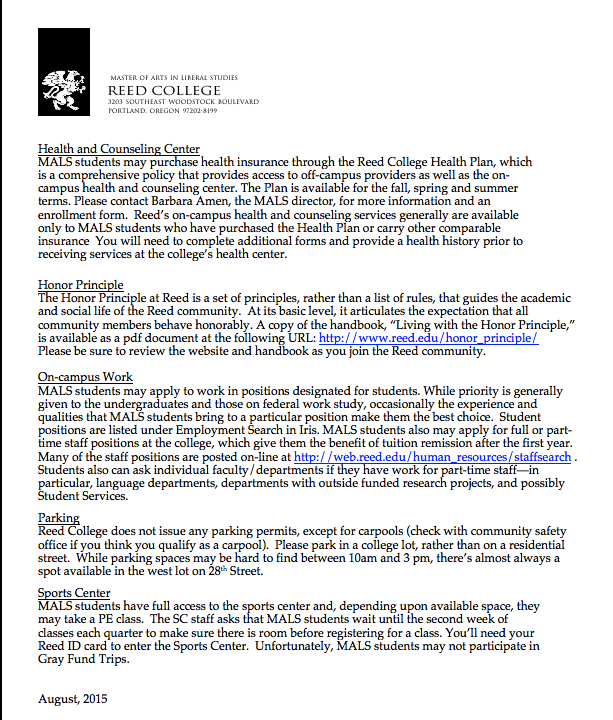 MASTER OF ARTS IN LIBERAL STUDIES
REED COLLEGE
3203 SOUTHEAST WOODSTOCK BOULEVARD
PORTLAND, OREGON 97202-8199
Health and Counseling Center
MALS students may purchase health insurance through the Reed College Health Plan, which
is a comprehensive policy that provides access to off-campus providers as well as the on-
campus health and counseling center. The Plan is available for the fall, spring and summer
terms. Please contact Barbara Amen, the MALS director, for more information and an
enrollment form. Reed's on-campus health and counseling services generally are available
only to MALS students who have purchased the Health Plan or carry other comparable
insurance You will need to complete additional forms and provide a health history prior to
receiving services at the college's health center.
Honor Principle
The Honor Principle at Reed is a set of principles, rather than a list of rules, that guides the academic
and social life of the Reed community. At its basic level, it articulates the expectation that all
community members behave honorably. A copy of the handbook, "Living with the Honor Principle,"
is available as a pdf document at the following URL: http://www.reed.edu/honor_principle/
Please be sure to review the website and handbook as you join the Reed community.
On-campus Work
MALS students may apply to work in positions designated for students. While priority is generally
given to the undergraduates and those on federal work study, occasionally the experience and
qualities that MALS students bring to a particular position make them the best choice. Student
positions are listed under Employment Search in Iris. MALS students also may apply for full or part-
time staff positions at the college, which give them the benefit of tuition remission after the first year.
Many of the staff positions are posted on-line at http://web.reed.edu/human_resources/staffsearch .
Students also can ask individual faculty/departments if they have work for part-time staff—in
particular, language departments, departments with outside funded research projects, and possibly
Student Services.
Parking
Reed College does not issue any parking permits, except for carpools (check with community safety
office if you think you qualify as a carpool). Please park in a college lot, rather than on a residential
street. While parking spaces may be hard to find between 10am and 3 pm, there's almost always a
spot available in the west lot on 28th Street.
Sports Center
MALS students have full access to the sports center and, depending upon available space, they
may take a PE class. The SC staff asks that MALS students wait until the second week of
classes each quarter to make sure there is room before registering for a class. You'll need your
Reed ID card to enter the Sports Center. Unfortunately, MALS students may not participate in
Gray Fund Trips.
August, 2015